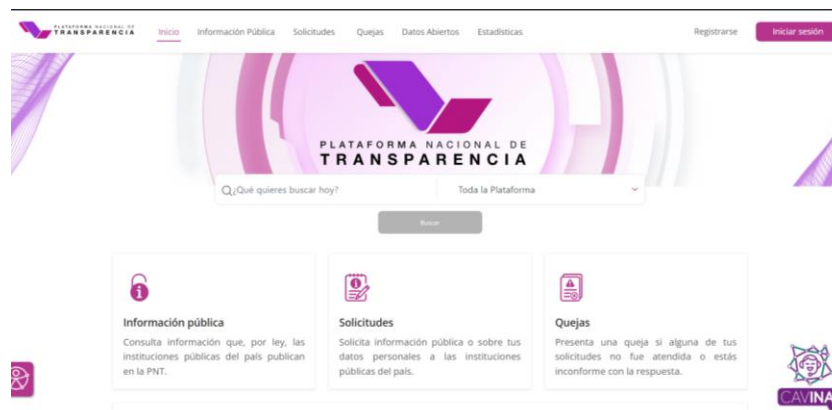 PLATAFORMA NACIONAL DE
TRANSPARENCIA
Inicio Información Pública Solicitudes Quejas Datos Abiertos Estadísticas Registrarse Iniciar sesión
PLATAFORMA NACIONAL DE
TRANSPARENCIA
¿Qué quieres buscar hoy? Toda la Plataforma
Buscar
Información pública
Consulta información que, por ley, las
instituciones públicas del país publican
en la PNT.
Solicitudes
Solicita información pública o sobre tus
datos personales a las instituciones
públicas del país.
Quejas
Presenta una queja si alguna de tus
solicitudes no fue atendida o estás
inconforme con la respuesta.
CAVINA